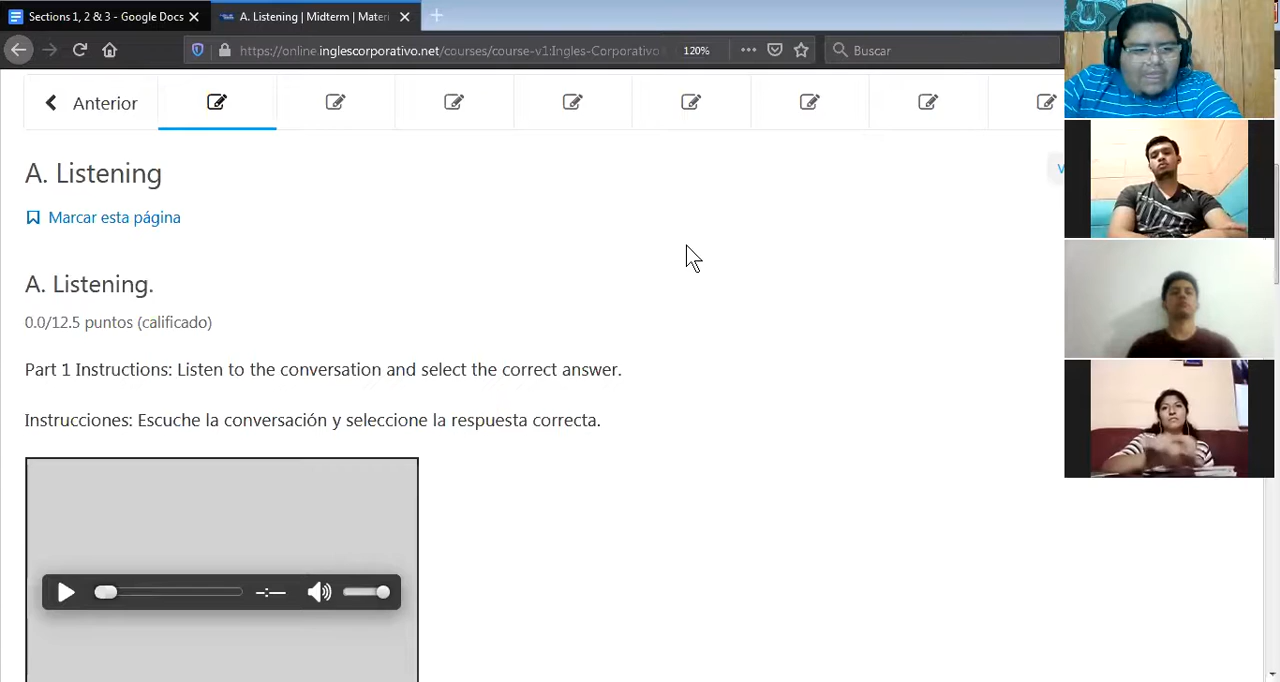 Sections 1, 2 & 3 - Google Docs
A. Listening | Midterm | Materi
https://online.inglescorporativo.net/courses/course-v1:Ingles-Corporativo
120%
Buscar
Anterior
A. Listening
V
Marcar esta página
A. Listening.
0.0/12.5 puntos (calificado)
Part 1 Instructions: Listen to the conversation and select the correct answer.
Instrucciones: Escuche la conversación y seleccione la respuesta correcta.
-:--